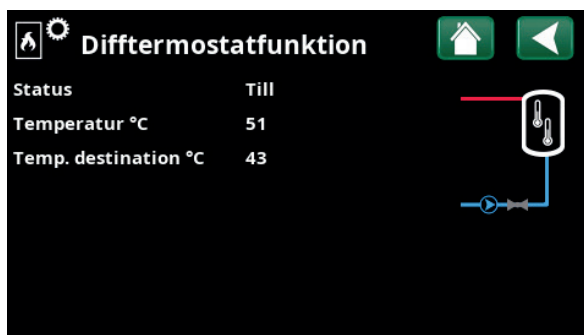 Difftermostatfunktion
Status Till
Temperatur °C 51
Temp. destination °C 43